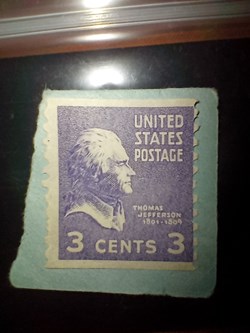 UNITED
STATES
POSTAGE
THOMAS
JEFFERSON
1801-1809
3 CENTS 3